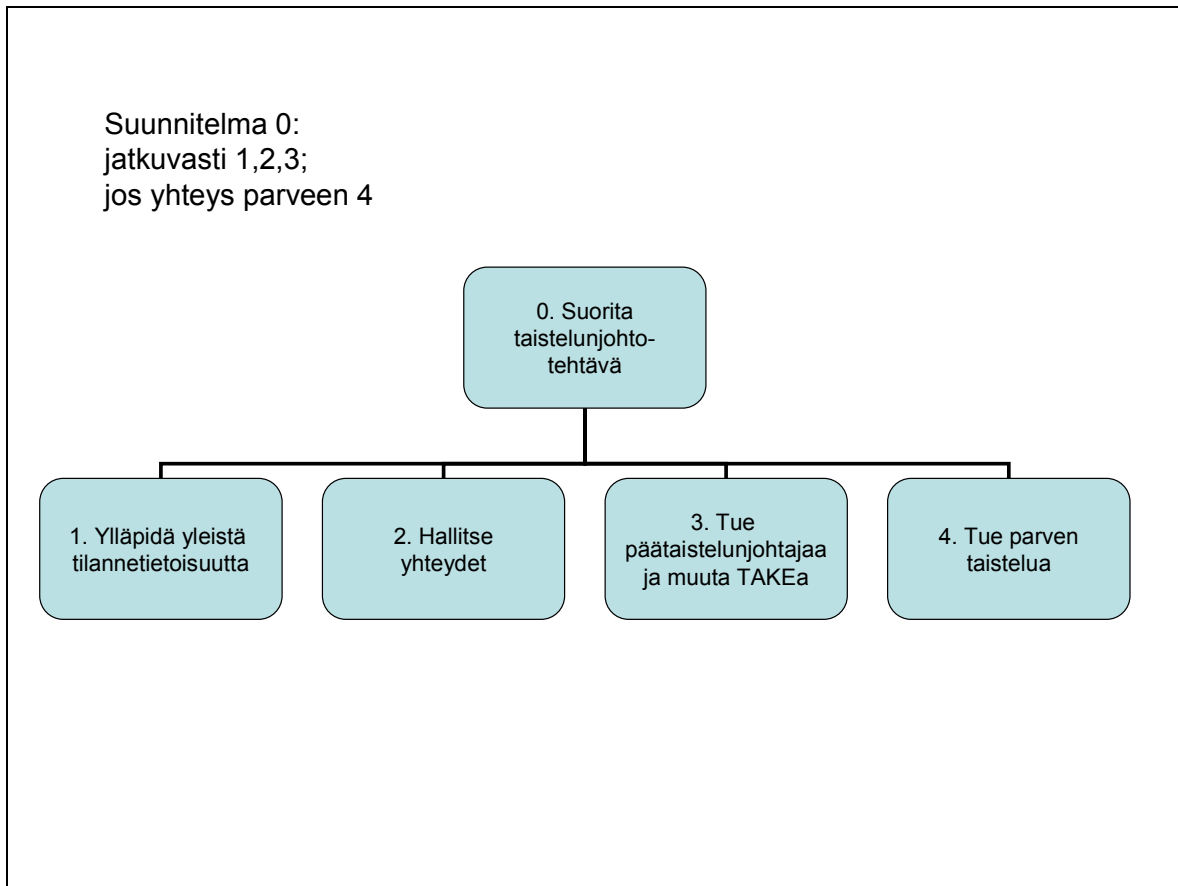 Suunnitelma 0:
jatkuvasti 1,2,3;
jos yhteys parveen 4
0. Suorita
taistelunjohto-
tehtävä
1. Ylläpidä yleistä
tilannetietoisuutta
2. Hallitse
yhteydet
3. Tue
päätaistelunjohtajaa
ja muuta TAKEa
4. Tue parven
taistelua